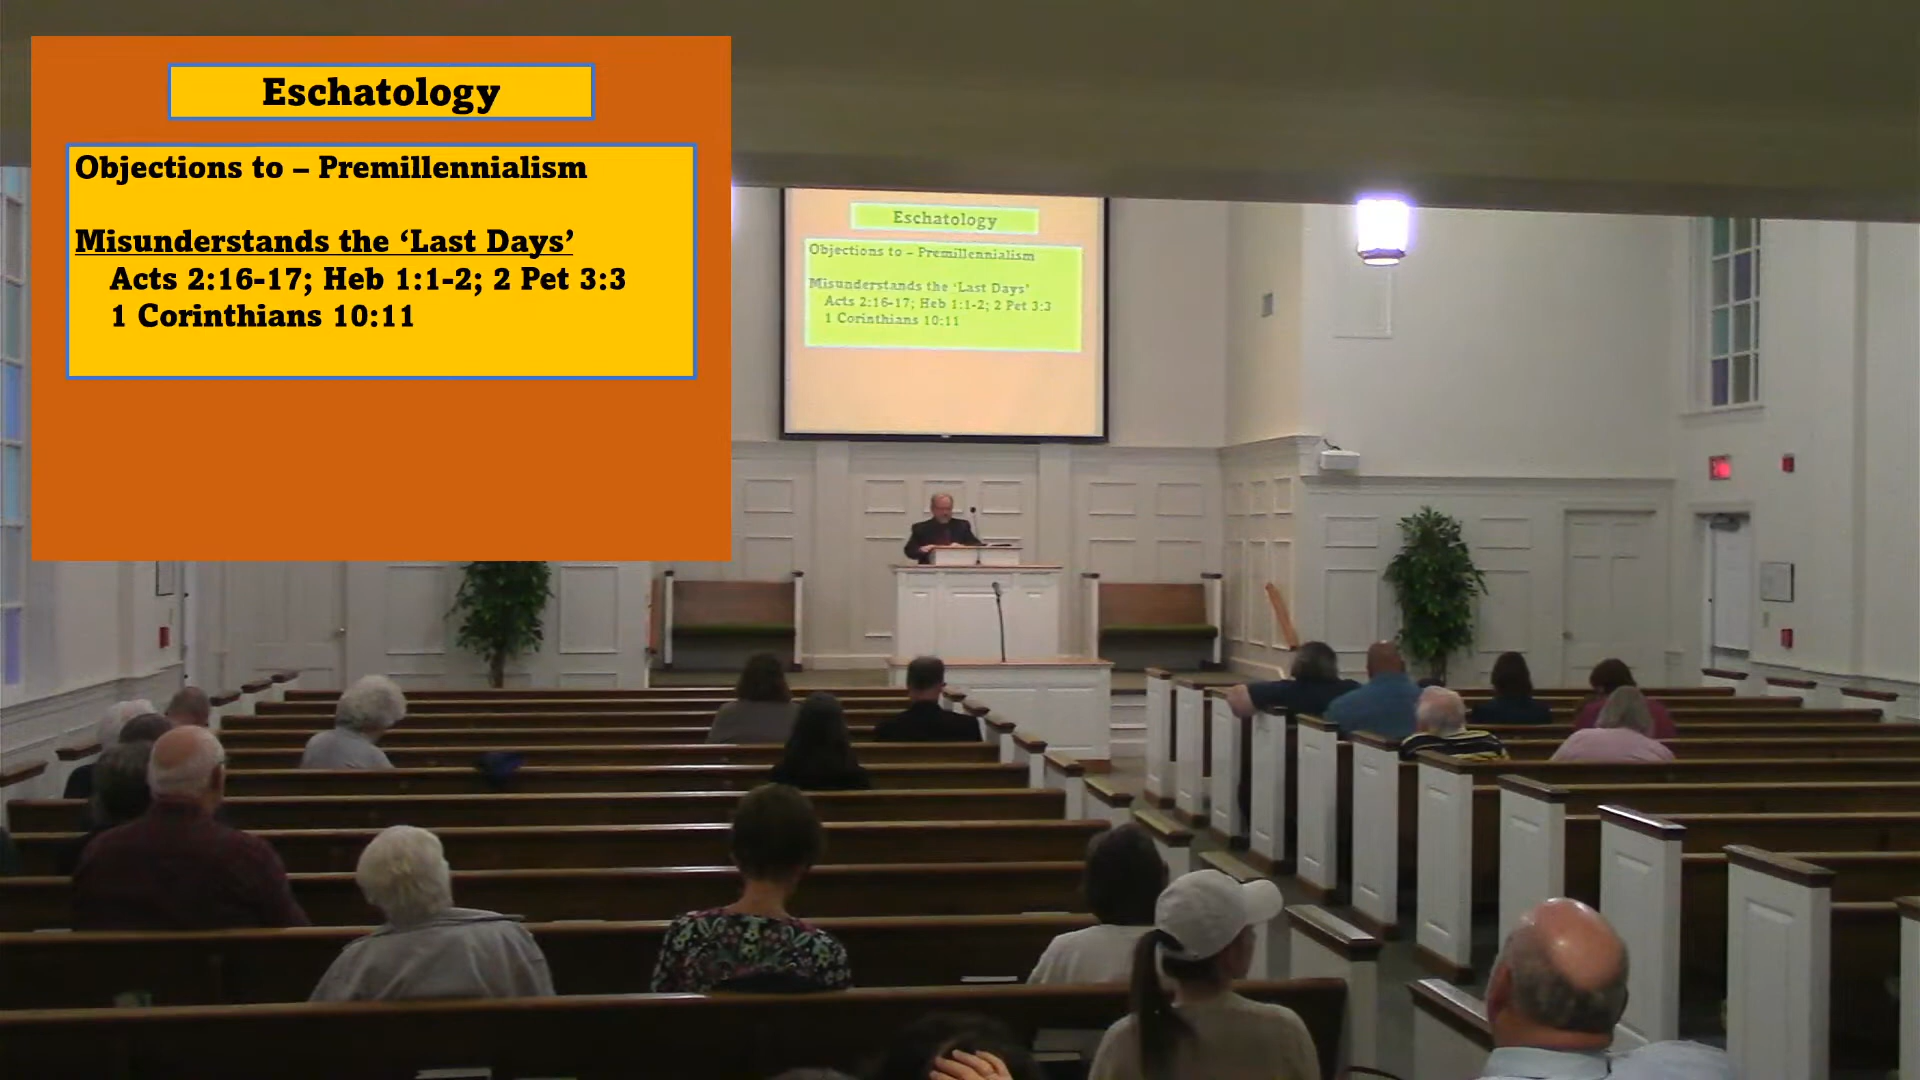 Eschatology
Objections to – Premillennialism
Misunderstands the ‘Last Days’
Acts 2:16-17; Heb 1:1-2; 2 Pet 3:3
1 Corinthians 10:11
Eschatology
Objections to – Premillennialism
Misunderstands the ‘Last Days’
Acts 2:16-17; Heb 1:1-2; 2 Pet 3:3
1 Corinthians 10:11